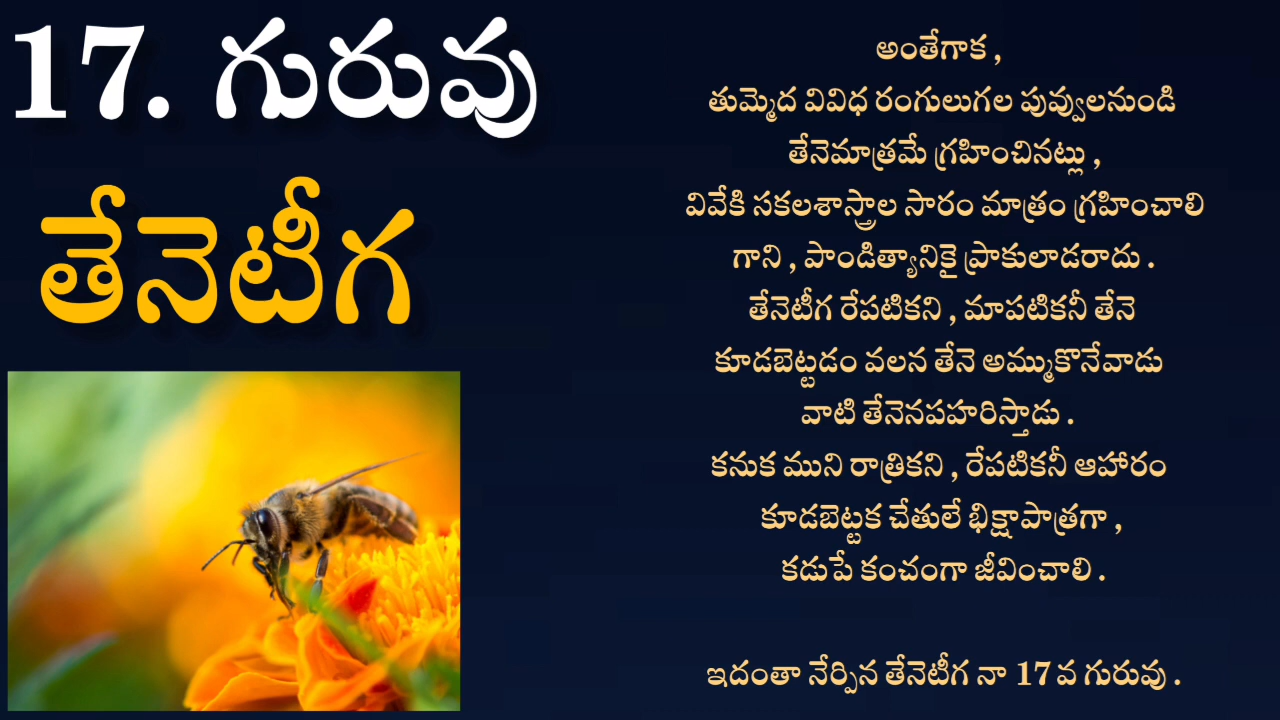 17. గురువు
తేనెటీగ
అంతేగాక ,
తుమ్మెద వివిధ రంగులుగల పువ్వులనుండి
తేనెమాత్రమే గ్రహించినట్లు ,
వివేకి సకలశాస్త్రాల సారం మాత్రం గ్రహించాలి
గాని , పాండిత్యానికై ప్రాకులాడరాదు .
తేనెటీగ రేపటికని , మాపటికనీ తేనె
కూడబెట్టడం వలన తేనె అమ్ముకొనేవాడు
వాటి తేనెనపహరిస్తాడు .
కనుక ముని రాత్రికని , రేపటికనీ ఆహారం
కూడబెట్టక చేతులే భిక్షాపాత్రగా ,
కడుపే కంచంగా జీవించాలి .
ఇదంతా నేర్పిన తేనెటీగ నా 17 వ గురువు .